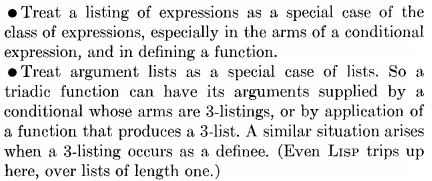 ● Treat a listing of expressions as a special case of the
class of expressions, especially in the arms of a conditional
expression, and in defining a function.
● Treat argument lists as a special case of lists. So a
triadic function can have its arguments supplied by a
conditional whose arms are 3-listings, or by application of
a function that produces a 3-list. A similar situation arises
when a 3-listing occurs as a definee. (Even LISP trips up
here, over lists of length one.)